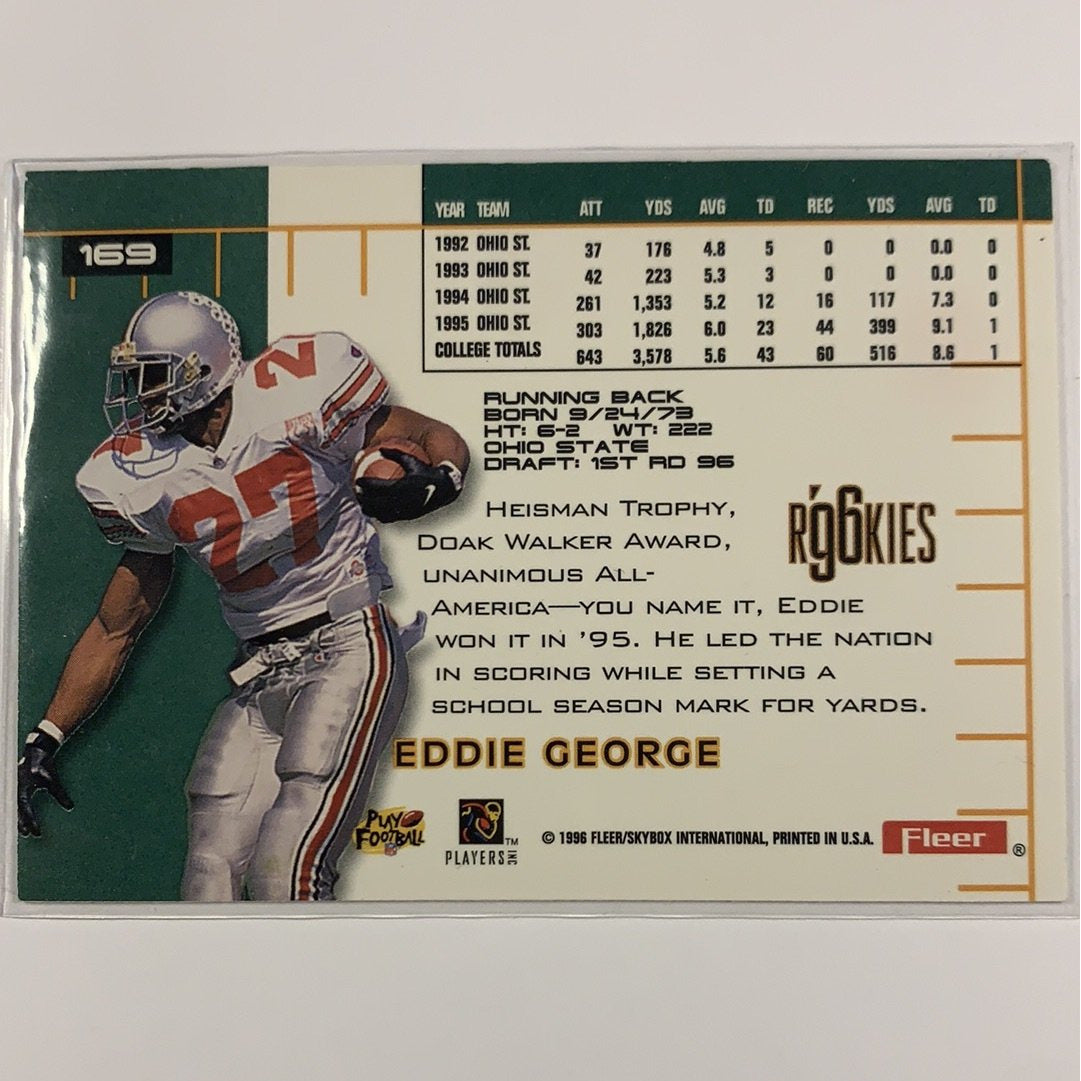 169
YEAR TEAM ATT YDS AVG TD REC YDS AVG TD
1992 OHIO ST. 37 176 4.8 5 0 0 0.0 0
1993 OHIO ST. 42 223 5.3 3 0 0 0.0 0
1994 OHIO ST. 261 1,353 5.2 12 16 117 7.3 0
1995 OHIO ST. 303 1,826 6.0 23 44 399 9.1 1
COLLEGE TOTALS 643 3,578 5.6 43 60 516 8.6 1
27
27
RUNNING BACK
BORN 9/24/73
HT: 6-2 WT: 222
OHIO STATE
DRAFT: 1ST RD 96
HEISMAN TROPHY,
DOAK WALKER AWARD,
UNANIMOUS ALL-
AMERICA—YOU NAME IT, EDDIE
WON IT IN '95. HE LED THE NATION
IN SCORING WHILE SETTING A
SCHOOL SEASON MARK FOR YARDS.
R'96KIES
EDDIE GEORGE
PLAY
FOOTBALL
PLAYERS INC ™
© 1996 FLEER/SKYBOX INTERNATIONAL, PRINTED IN U.S.A.
Fleer ®